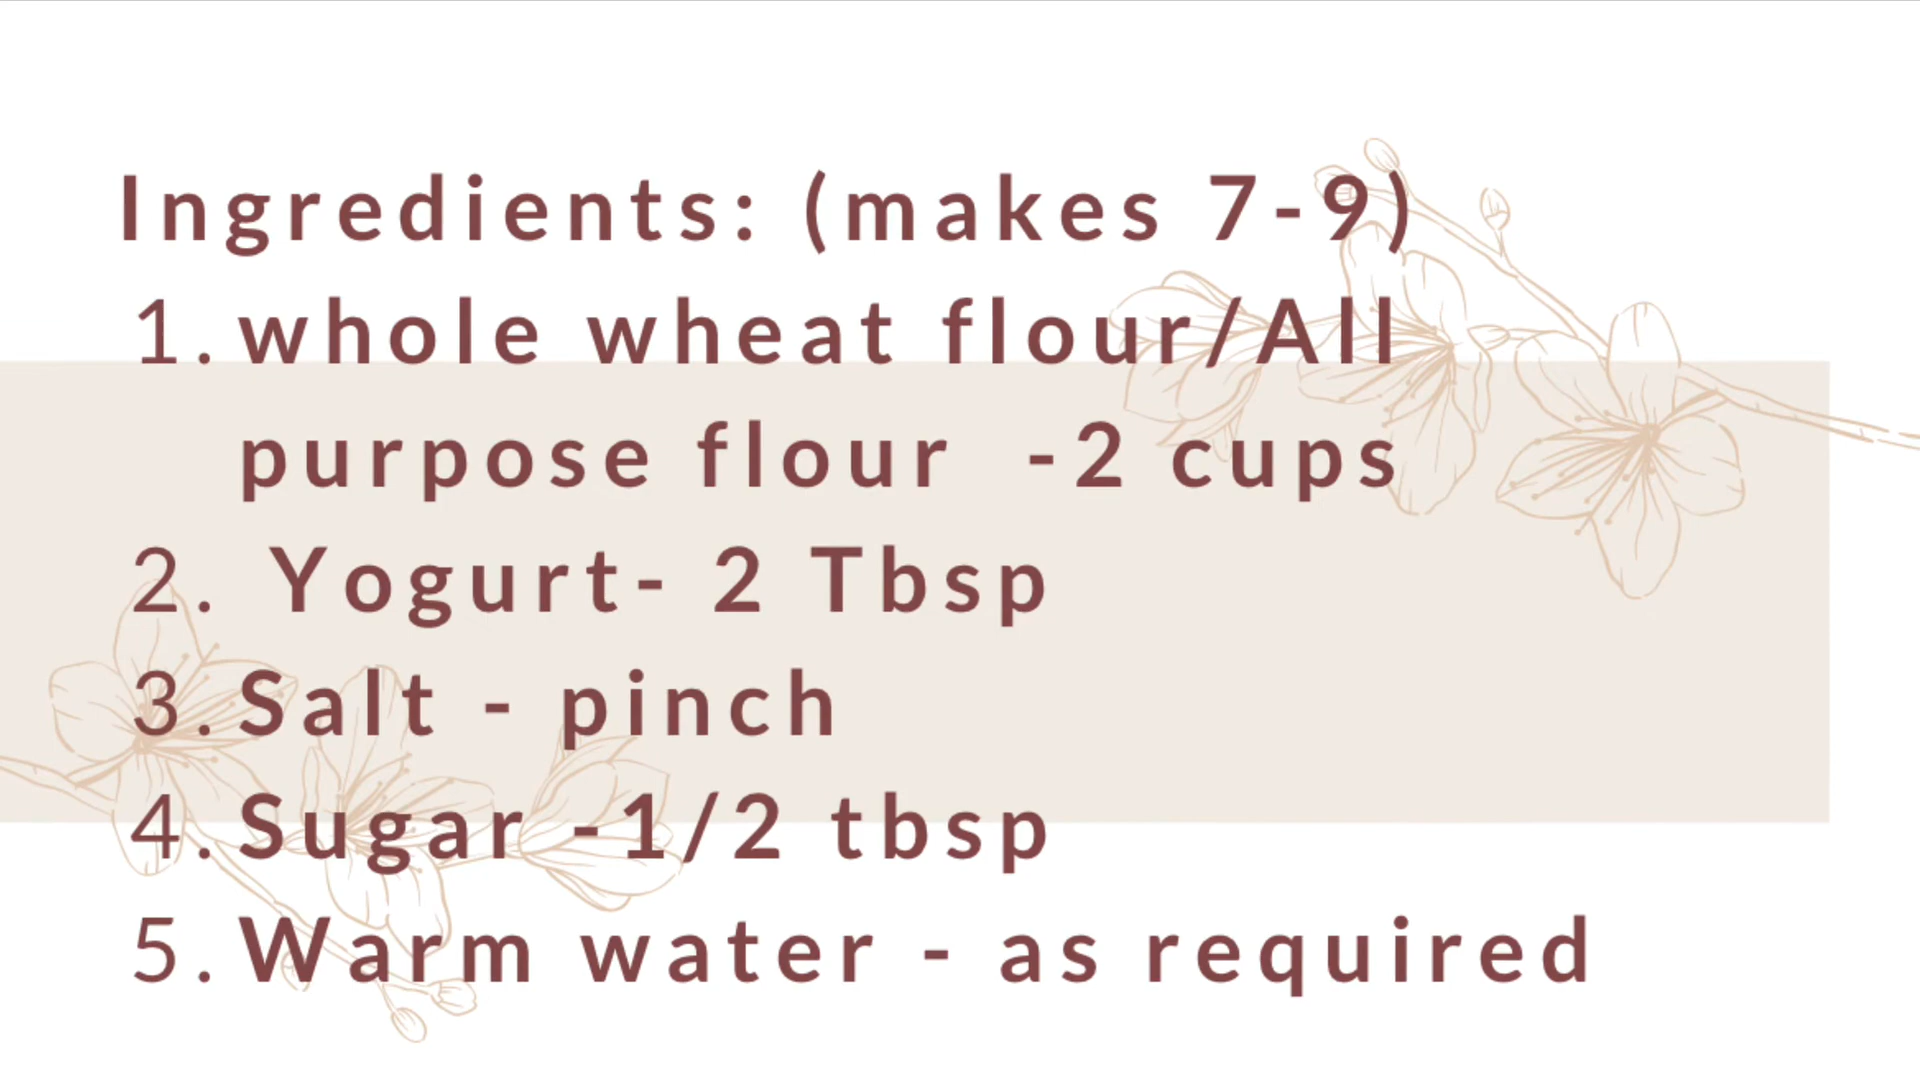 Ingredients: (makes 7-9)
1. whole wheat flour/All
purpose flour  -2 cups
2.  Yogurt- 2 Tbsp
3. Salt - pinch
4. Sugar -1/2 tbsp
5. Warm water - as required